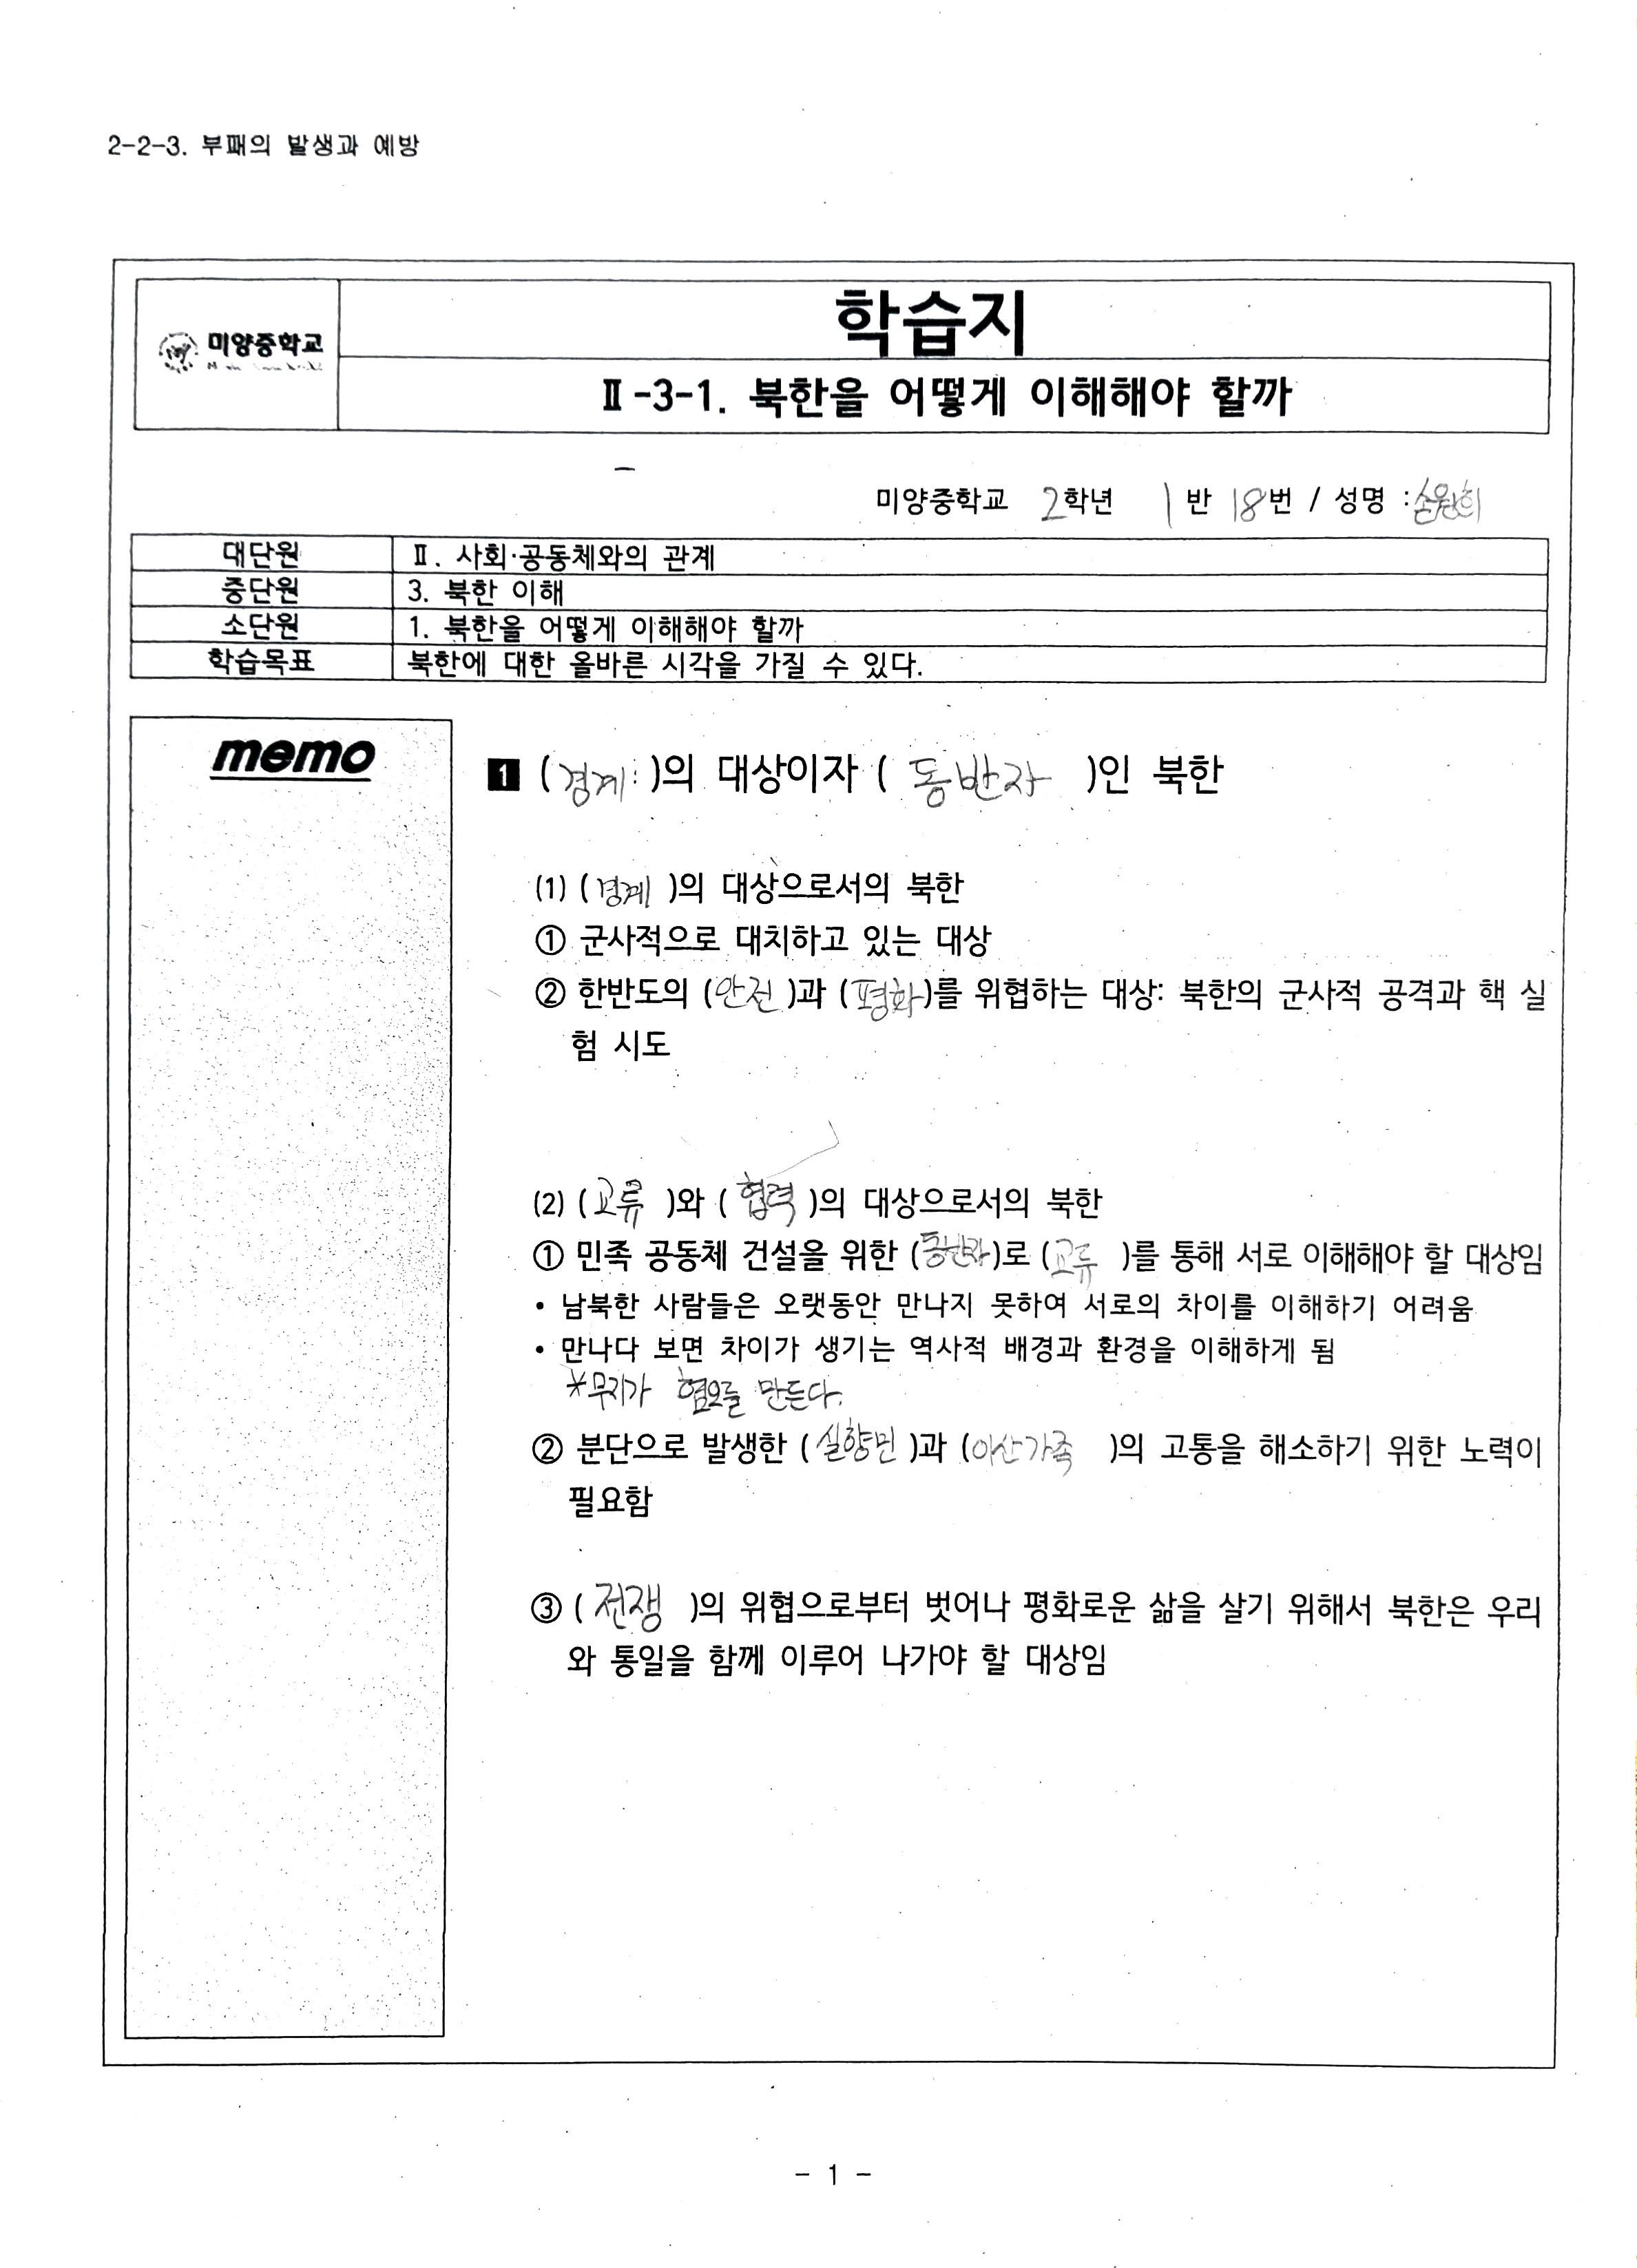 2-2-3. 부패의 발생과 예방
미양중학교
학습지
Ⅱ-3-1. 북한을 어떻게 이해해야 할까
미양중학교 2학년 1반 18번 / 성명 :
대단원 Ⅱ. 사회·공동체와의 관계
중단원 3. 북한 이해
소단원 1. 북한을 어떻게 이해해야 할까
학습목표 북한에 대한 올바른 시각을 가질 수 있다.
memo
1 (경계)의 대상이자 ( 동반자 )인 북한
(1) (경계)의 대상으로서의 북한
① 군사적으로 대치하고 있는 대상
② 한반도의 (안전)과 (평화)를 위협하는 대상: 북한의 군사적 공격과 핵 실
험 시도
(2) (교류 )와 ( 협력 )의 대상으로서의 북한
① 민족 공동체 건설을 위한 (동반자)로 (교류 )를 통해 서로 이해해야 할 대상임
• 남북한 사람들은 오랫동안 만나지 못하여 서로의 차이를 이해하기 어려움
• 만나다 보면 차이가 생기는 역사적 배경과 환경을 이해하게 됨
*무지가 혐오를 만든다.
② 분단으로 발생한 ( 실향민 )과 (이산가족 )의 고통을 해소하기 위한 노력이
필요함
③ ( 전쟁 )의 위협으로부터 벗어나 평화로운 삶을 살기 위해서 북한은 우리
와 통일을 함께 이루어 나가야 할 대상임
- 1 -